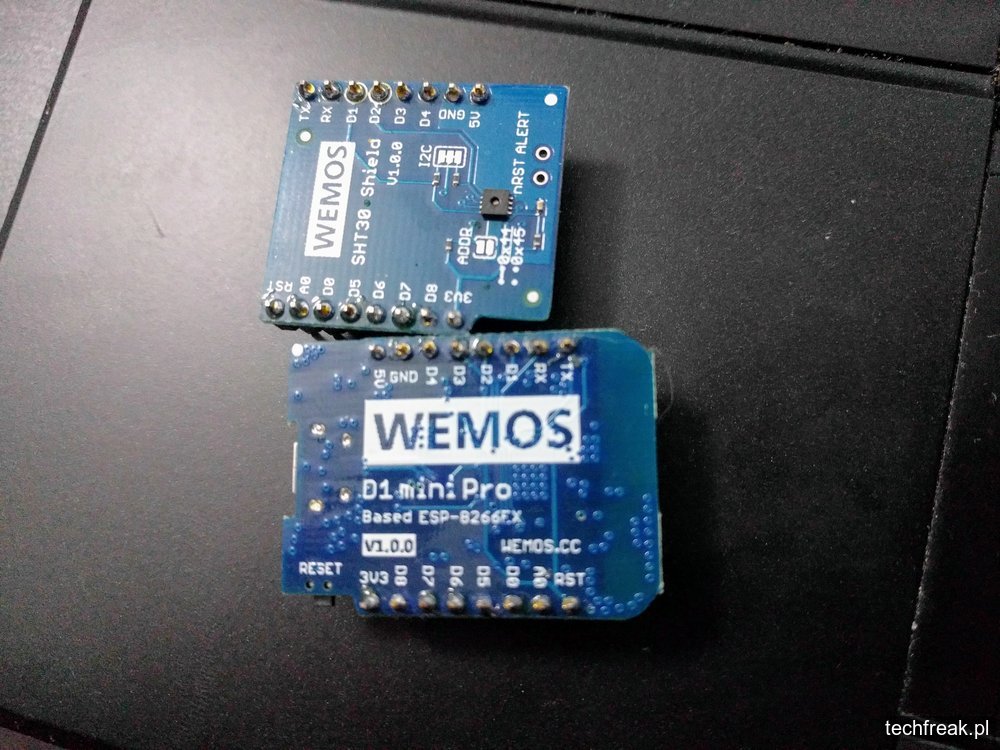 TX RX D1 D2 D3 D4 GND 5V
WEMOS
SHT30 Shield
V1.0.0
I2C
nRST ALERT
ADDR
0x44
0x45
RST A0 D0 D5 D6 D7 D8 3V3
5V GND D4 D3 D2 D1 RX TX
WEMOS
D1 mini Pro
Based ESP-8266EX
V1.0.0
WEMOS.CC
RESET
3V3 D8 D7 D6 D5 D0 A0 RST
techfreak.pl